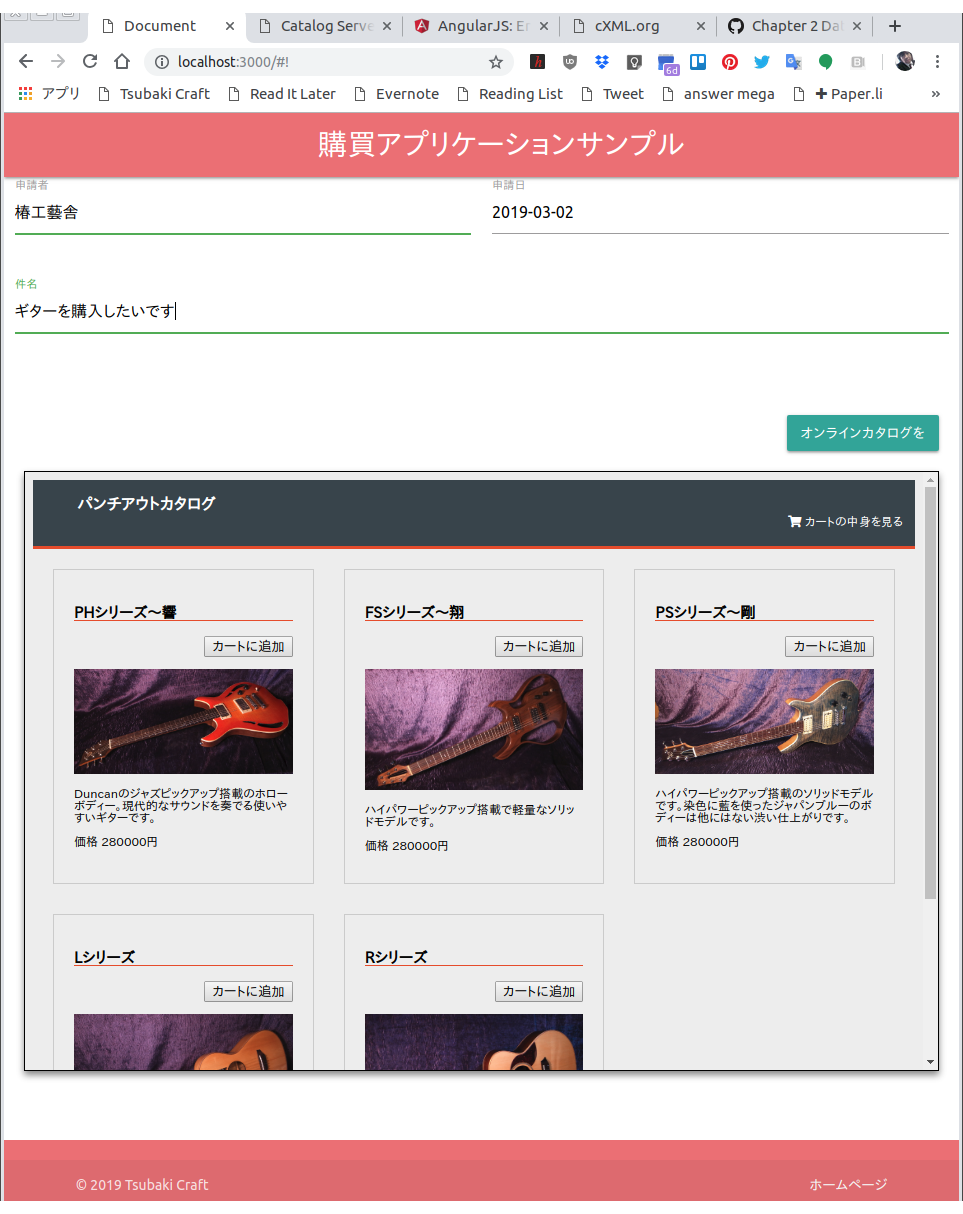 Document
Catalog Serve
AngularJS: Er
cXML.org
Chapter 2 Dat
localhost:3000/#!
6d
アプリ
Tsubaki Craft
Read It Later
Evernote
Reading List
Tweet
answer mega
✚ Paper.li
»
購買アプリケーションサンプル
申請者
申請日
椿工藝舎
2019-03-02
件名
ギターを購入したいです
オンラインカタログを
パンチアウトカタログ
カートの中身を見る
PHシリーズ〜響
FSシリーズ〜翔
PSシリーズ〜剛
カートに追加
カートに追加
カートに追加
Duncanのジャズピックアップ搭載のホロー
ボディー。現代的なサウンドを奏でる使いや
すいギターです。
価格 280000円
ハイパワーピックアップ搭載で軽量なソリッ
ドモデルです。
価格 280000円
ハイパワーピックアップ搭載のソリッドモデル
です。染色に藍を使ったジャパンブルーのボ
ディーは他にはない渋い仕上がりです。
価格 280000円
Lシリーズ
Rシリーズ
カートに追加
カートに追加
© 2019 Tsubaki Craft
ホームページ